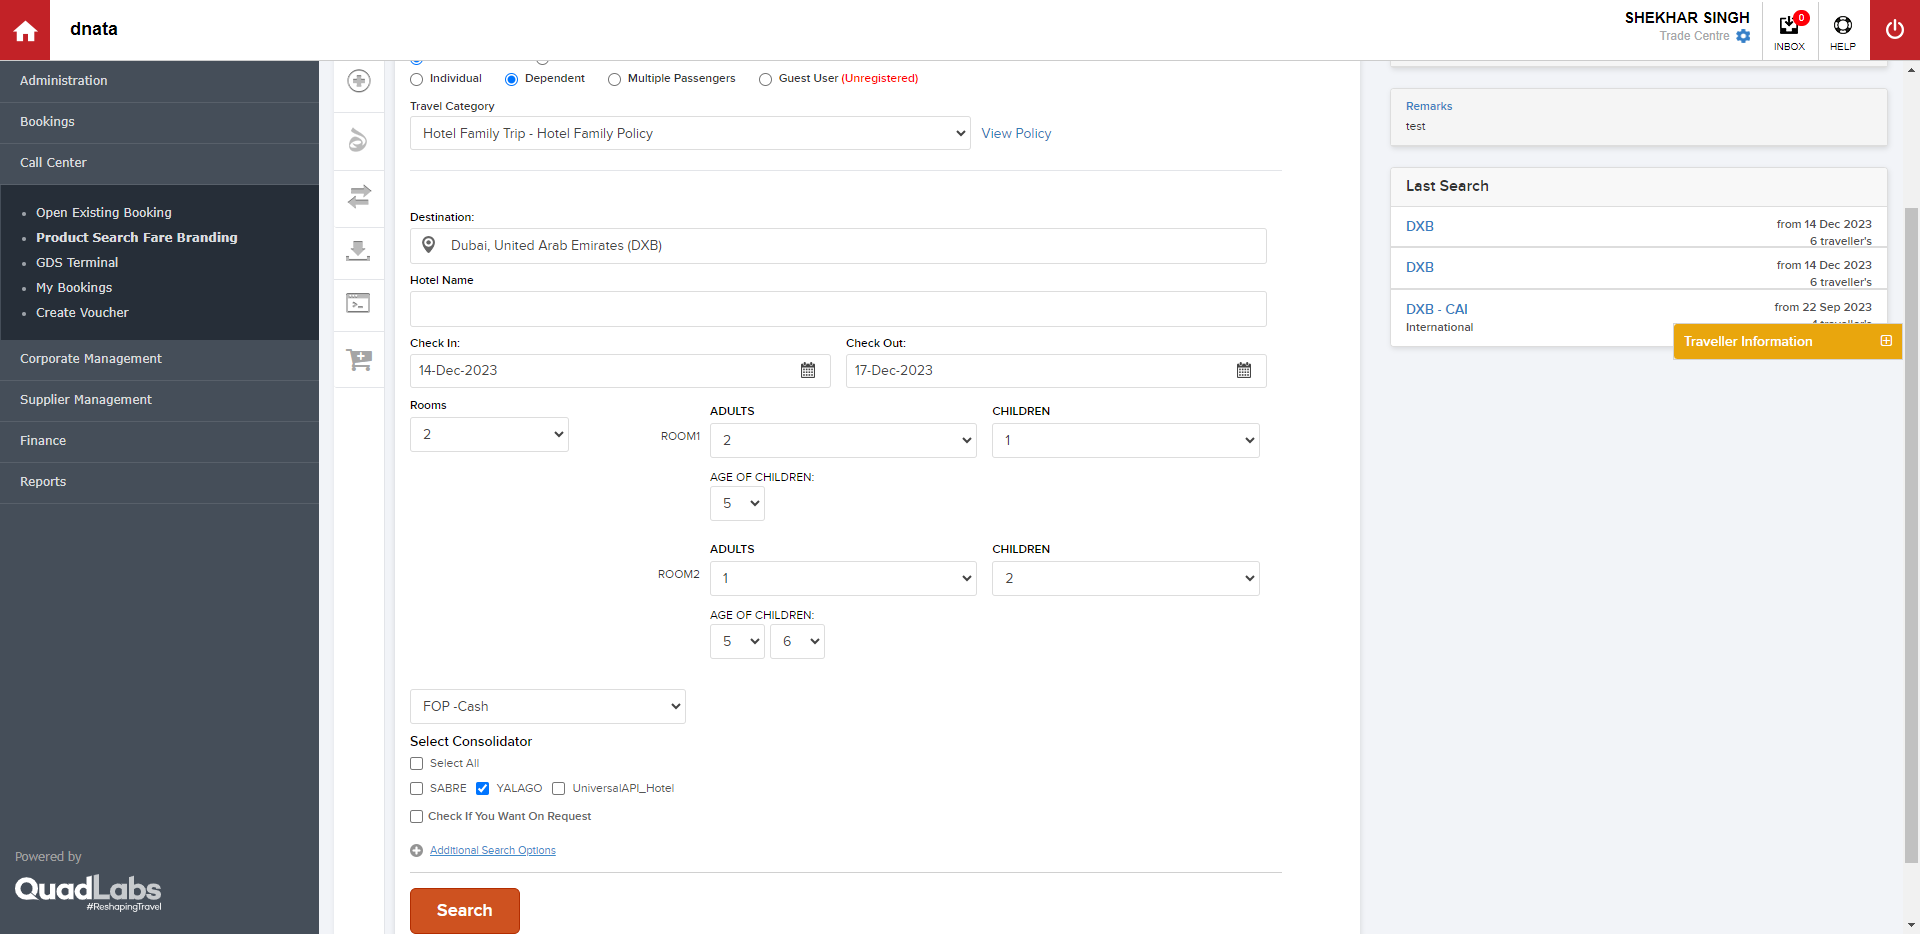 dnata
SHEKHAR SINGH
Trade Centre
0
INBOX
HELP
Administration
Bookings
Call Center
Open Existing Booking
Product Search Fare Branding
GDS Terminal
My Bookings
Create Voucher
Corporate Management
Supplier Management
Finance
Reports
Powered by
QuadLabs
#ReshapingTravel
Individual Dependent Multiple Passengers Guest User (Unregistered)
Travel Category
Hotel Family Trip - Hotel Family Policy View Policy
Destination:
Dubai, United Arab Emirates (DXB)
Hotel Name
Check In: Check Out:
14-Dec-2023 17-Dec-2023
Rooms ADULTS CHILDREN
2 ROOM1 2 1
AGE OF CHILDREN:
5
ADULTS CHILDREN
ROOM2 1 2
AGE OF CHILDREN:
5 6
FOP -Cash
Select Consolidator
Select All
SABRE YALAGO UniversalAPI_Hotel
Check If You Want On Request
Additional Search Options
Search
Remarks
test
Last Search
DXB from 14 Dec 2023
6 traveller's
DXB from 14 Dec 2023
6 traveller's
DXB - CAI from 22 Sep 2023
International
Traveller Information